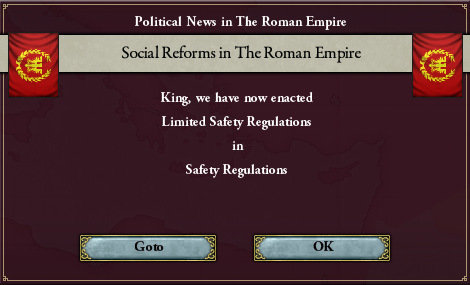 Political News in The Roman Empire
Social Reforms in The Roman Empire
King, we have now enacted
Limited Safety Regulations
in
Safety Regulations
Goto
OK